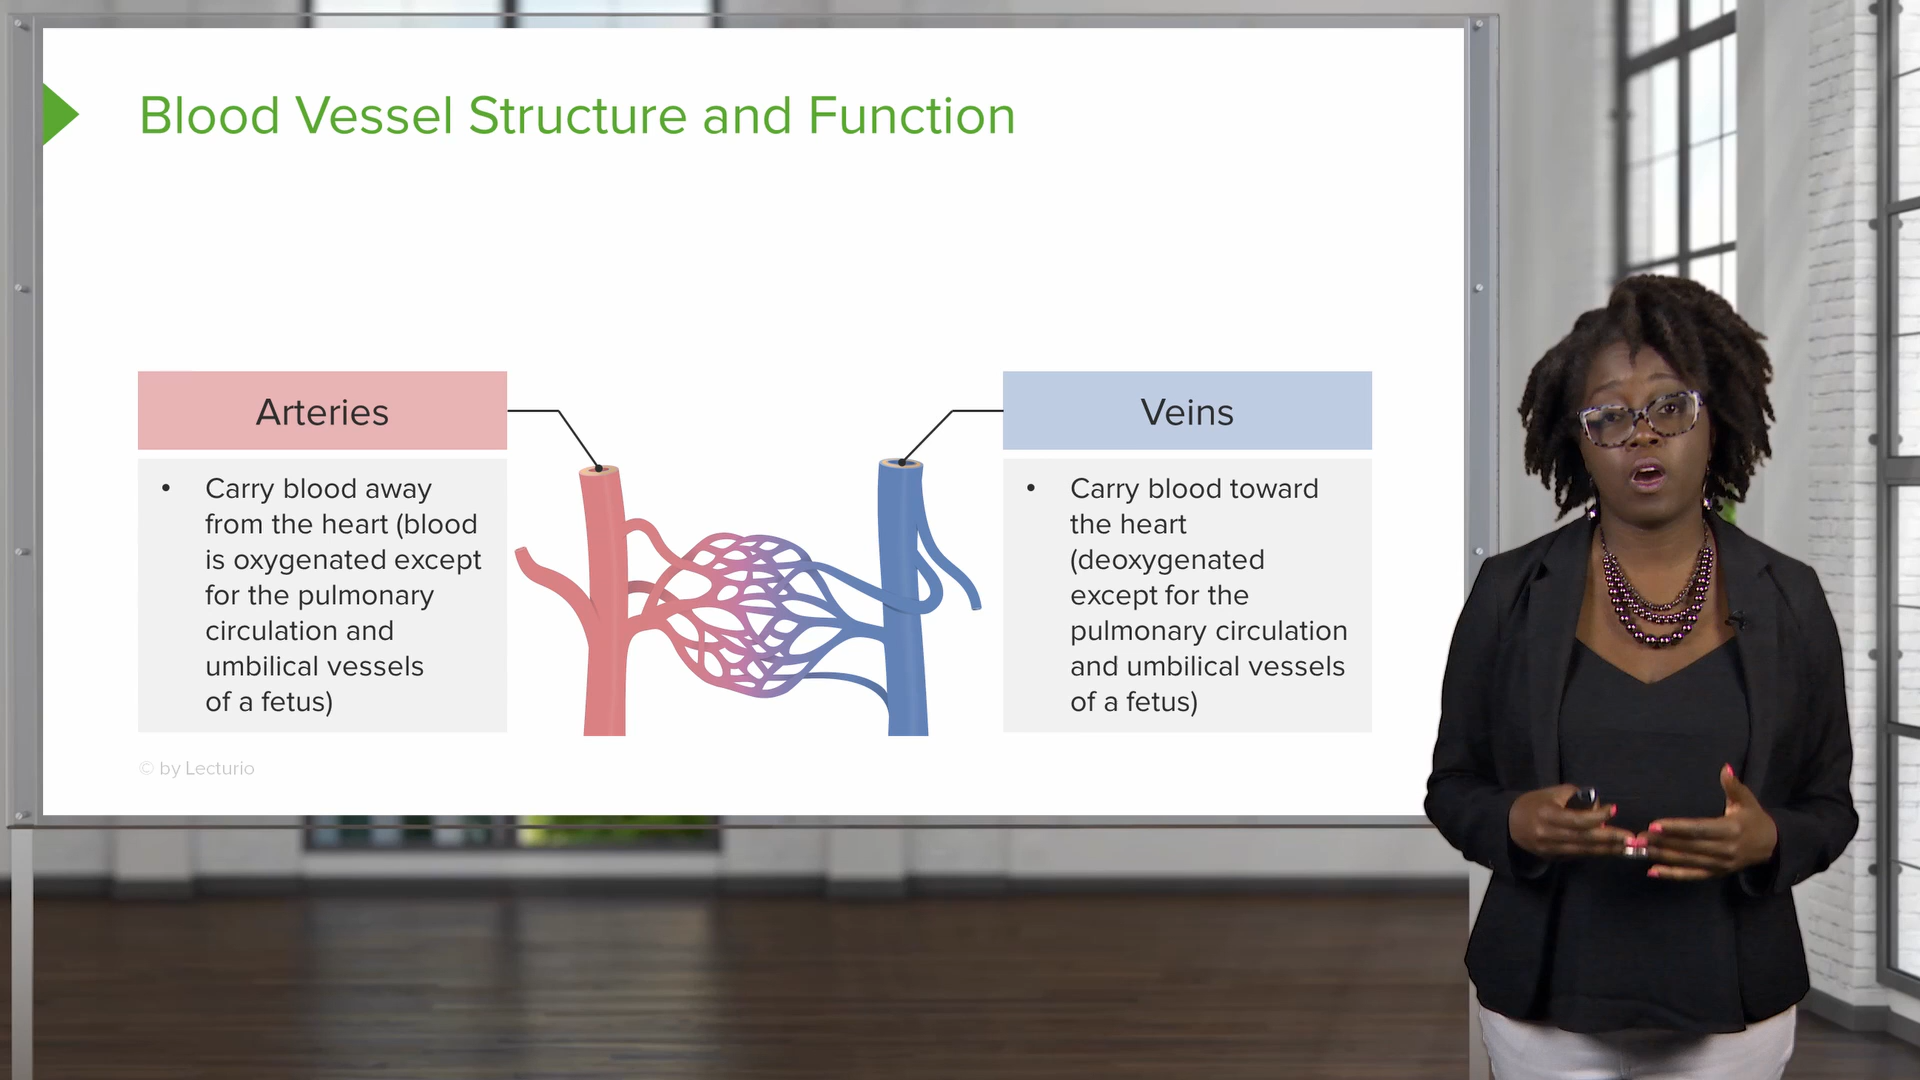 Blood Vessel Structure and Function
Arteries
• Carry blood away
from the heart (blood
is oxygenated except
for the pulmonary
circulation and
umbilical vessels
of a fetus)
Veins
• Carry blood toward
the heart
(deoxygenated
except for the
pulmonary circulation
and umbilical vessels
of a fetus)
© by Lecturio